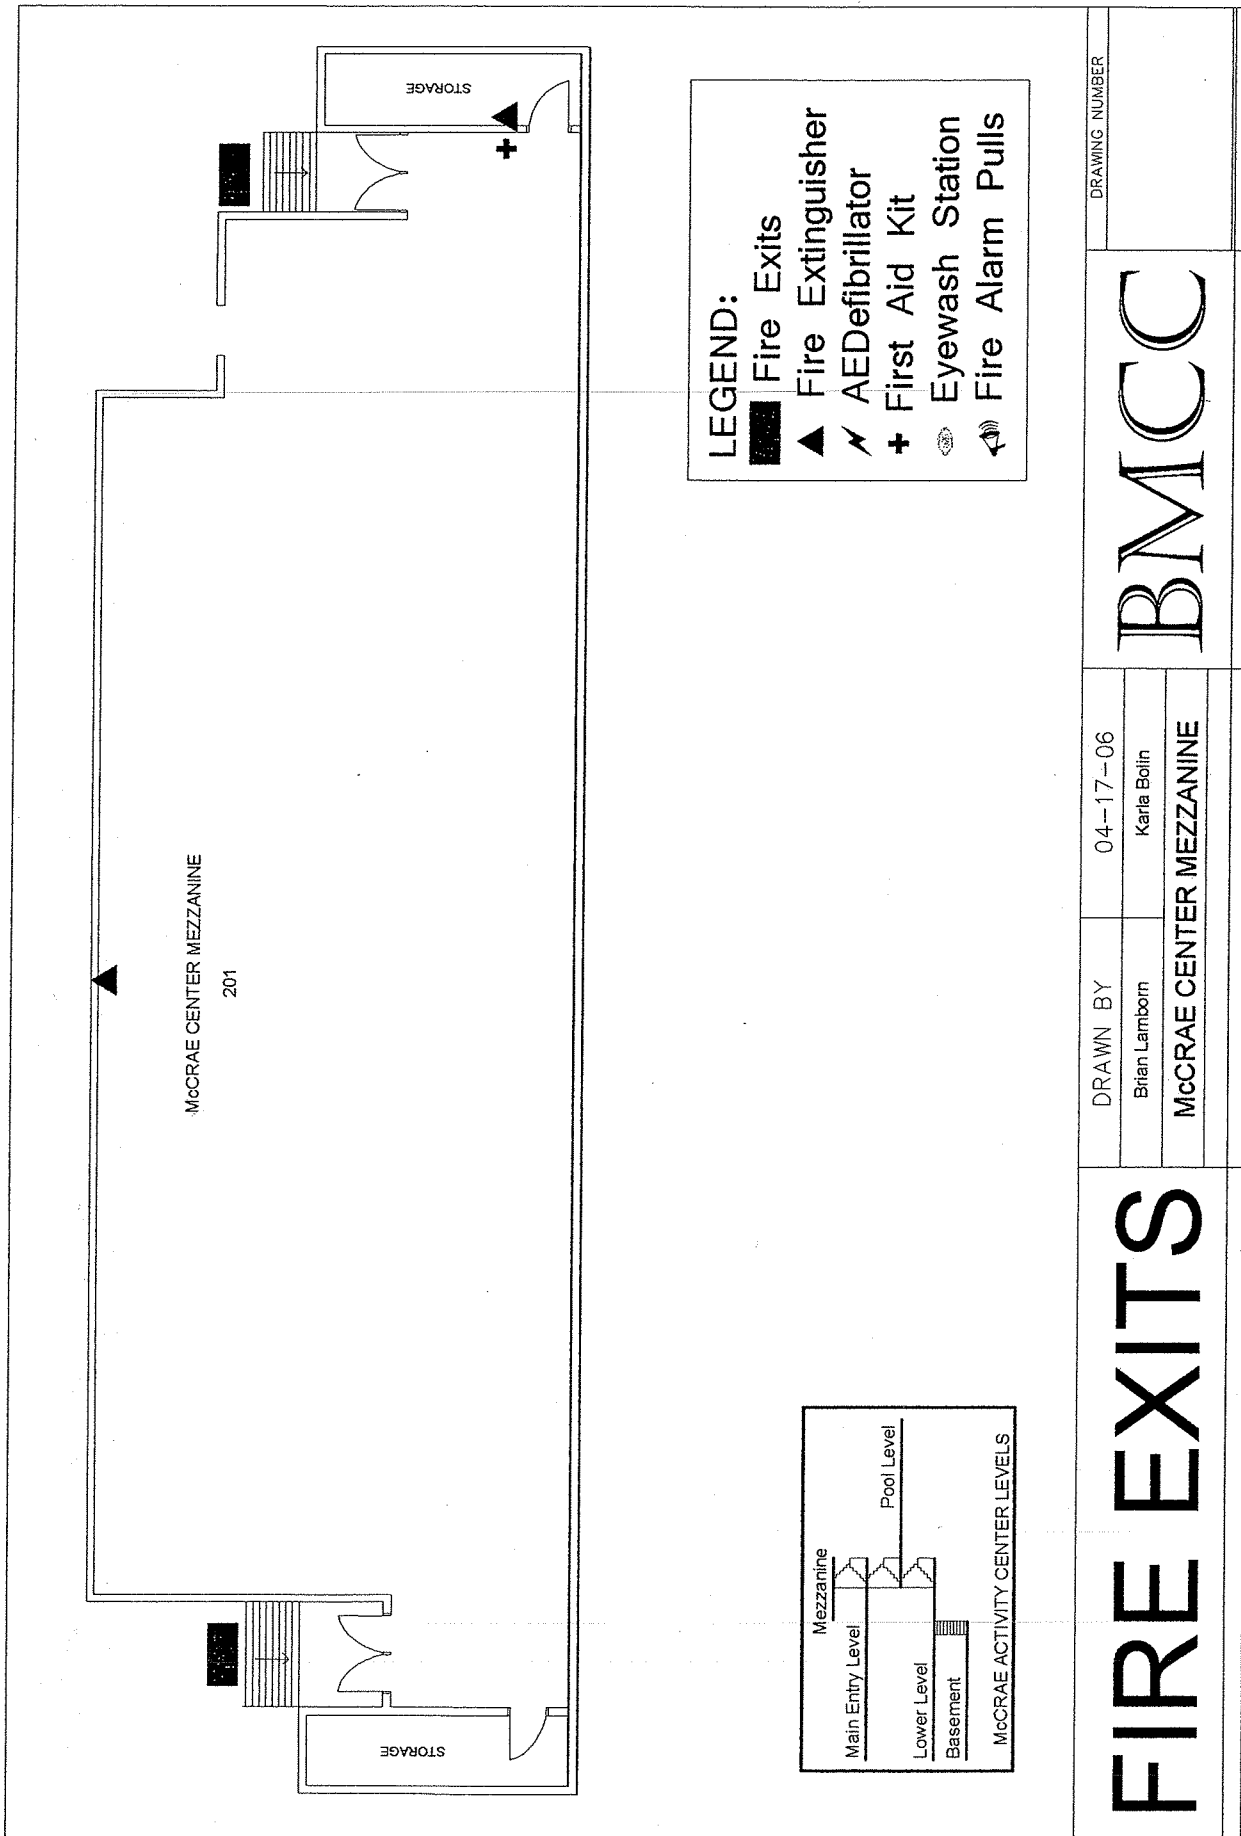 STORAGE
STORAGE
McCRAE CENTER MEZZANINE
201
LEGEND:
Fire Exits
Fire Extinguisher
AEDefibrillator
First Aid Kit
Eyewash Station
Fire Alarm Pulls
Mezzanine
Main Entry Level
Pool Level
Lower Level
Basement
McCRAE ACTIVITY CENTER LEVELS
FIRE EXITS
DRAWN BY
04-17-06
Brian Lamborn
Karla Bolin
McCRAE CENTER MEZZANINE
BMCC
DRAWING NUMBER